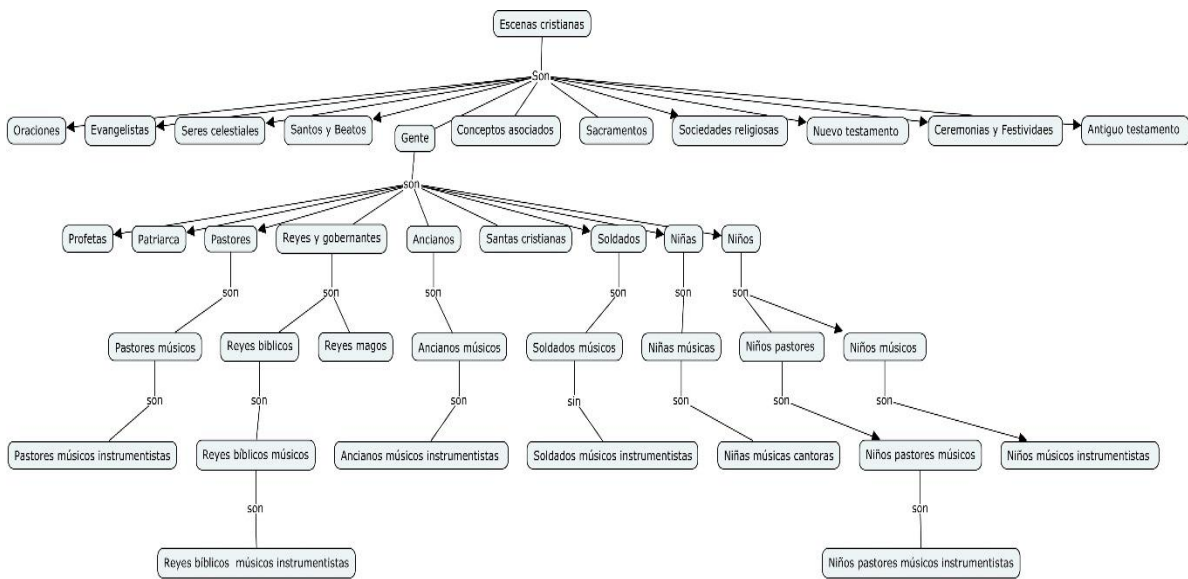 Escenas cristianas
Son
Oraciones
Evangelistas
Seres celestiales
Santos y Beatos
Gente
Conceptos asociados
Sacramentos
Sociedades religiosas
Nuevo testamento
Ceremonias y Festividaes
Antiguo testamento
son
Profetas
Patriarca
Pastores
Reyes y gobernantes
Ancianos
Santas cristianas
Soldados
Niñas
Niños
son
son
son
son
son
son
Pastores músicos
Reyes bíblicos
Reyes magos
Ancianos músicos
Soldados músicos
Niñas músicas
Niños pastores
Niños músicos
son
son
son
sin
son
son
son
Pastores músicos instrumentistas
Reyes bíblicos músicos
Ancianos músicos instrumentistas
Soldados músicos instrumentistas
Niñas músicas cantoras
Niños pastores músicos
Niños músicos instrumentistas
son
son
Reyes bíblicos músicos instrumentistas
Niños pastores músicos instrumentistas